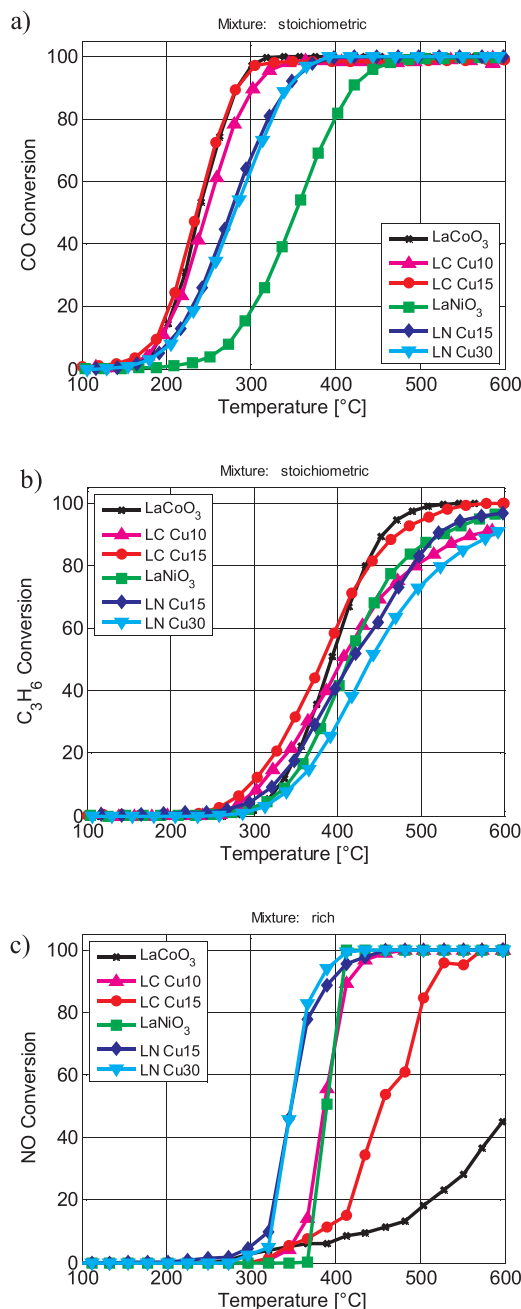 a)
Mixture: stoichiometric
100
80
60
40
20
0
CO Conversion
LaCoO₃
LC Cu10
LC Cu15
LaNiO₃
LN Cu15
LN Cu30
100 200 300 400 500 600
Temperature [°C]
b)
Mixture: stoichiometric
100
80
60
40
20
0
C₃H₆ Conversion
LaCoO₃
LC Cu10
LC Cu15
LaNiO₃
LN Cu15
LN Cu30
100 200 300 400 500 600
Temperature [°C]
c)
Mixture: rich
100
80
60
40
20
0
NO Conversion
LaCoO₃
LC Cu10
LC Cu15
LaNiO₃
LN Cu15
LN Cu30
100 200 300 400 500 600
Temperature [°C]